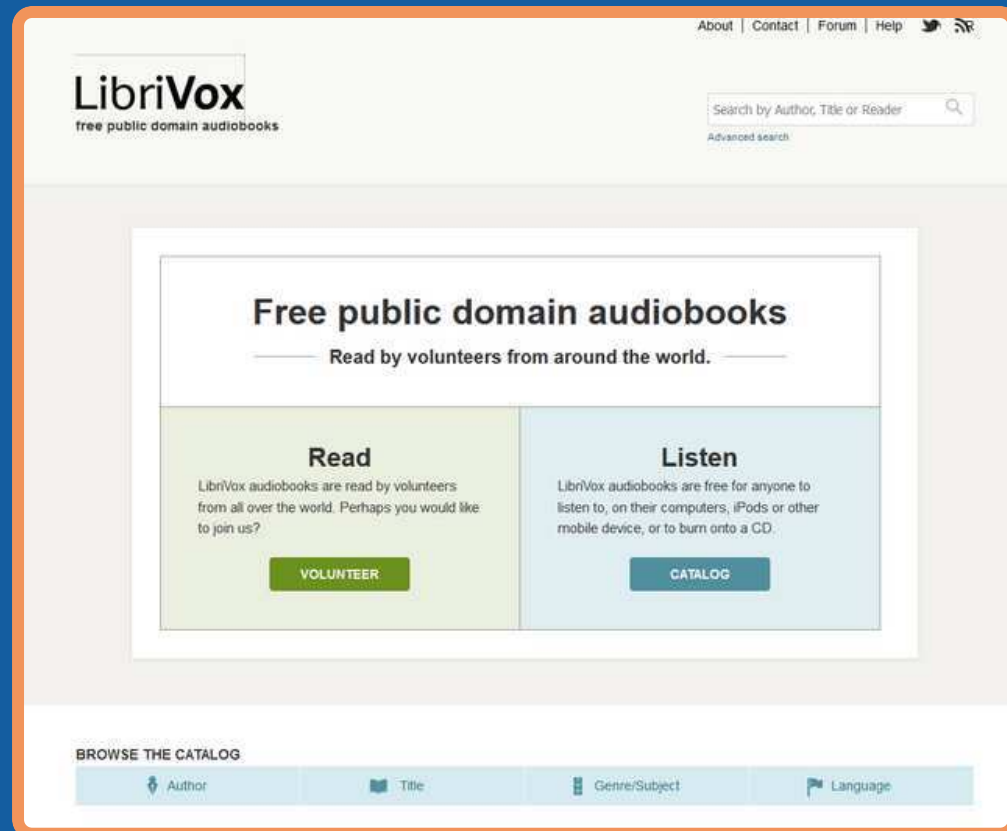 About | Contact | Forum | Help
LibriVox
free public domain audiobooks
Search by Author, Title or Reader
Advanced search
Free public domain audiobooks
Read by volunteers from around the world.
Read
LibriVox audiobooks are read by volunteers
from all over the world. Perhaps you would like
to join us?
VOLUNTEER
Listen
LibriVox audiobooks are free for anyone to
listen to, on their computers, iPods or other
mobile device, or to burn onto a CD.
CATALOG
BROWSE THE CATALOG
Author
Title
Genre/Subject
Language